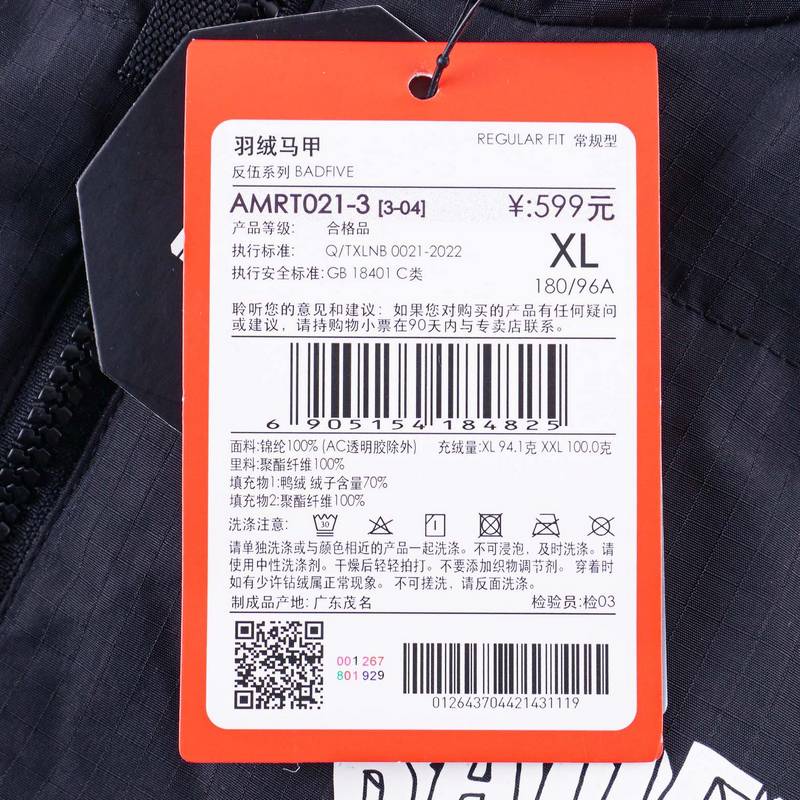 羽绒马甲
REGULAR FIT 常规型
反伍系列 BADFIVE
AMRT021-3 [3-04]
¥:599元
产品等级: 合格品
执行标准: Q/TXLNB 0021-2022
XL
执行安全标准:GB 18401 C类
180/96A
聆听您的意见和建议: 如果您对购买的产品有任何疑问
或建议，请持购物小票在90天内与专卖店联系。
6 905154 184825
面料:锦纶100% (AC透明胶除外) 充绒量:XL 94.1克 XXL 100.0克
里料:聚酯纤维100%
填充物1:鸭绒 绒子含量70%
填充物2:聚酯纤维100%
洗涤注意:
30
请单独洗涤或与颜色相近的产品一起洗涤。不可浸泡，及时洗涤。请
使用中性洗涤剂。干燥后轻轻拍打。不要添加织物调节剂。 穿着时
如有少许钻绒属正常现象。 不可搓洗，请反面洗涤。
制成品产地: 广东茂名
检验员:检03
001267
801929
012643704421431119